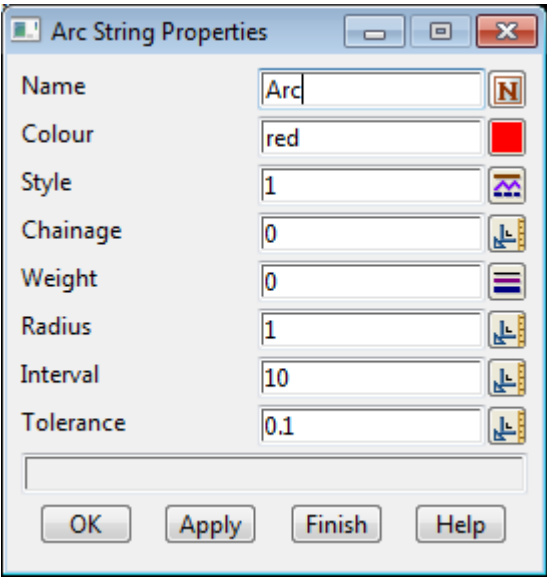 Arc String Properties
Name Arc N
Colour red
Style 1
Chainage 0
Weight 0
Radius 1
Interval 10
Tolerance 0.1
OK Apply Finish Help